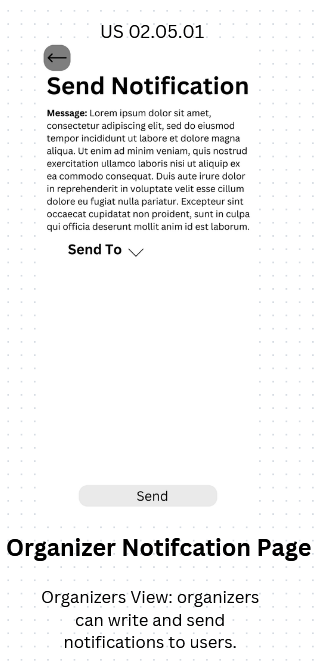 US 02.05.01
Send Notification
Message: Lorem ipsum dolor sit amet,
consectetur adipiscing elit, sed do eiusmod
tempor incididunt ut labore et dolore magna
aliqua. Ut enim ad minim veniam, quis nostrud
exercitation ullamco laboris nisi ut aliquip ex
ea commodo consequat. Duis aute irure dolor
in reprehenderit in voluptate velit esse cillum
dolore eu fugiat nulla pariatur. Excepteur sint
occaecat cupidatat non proident, sunt in culpa
qui officia deserunt mollit anim id est laborum.
Send To
Send
Organizer Notifcation Page
Organizers View: organizers
can write and send
notifications to users.